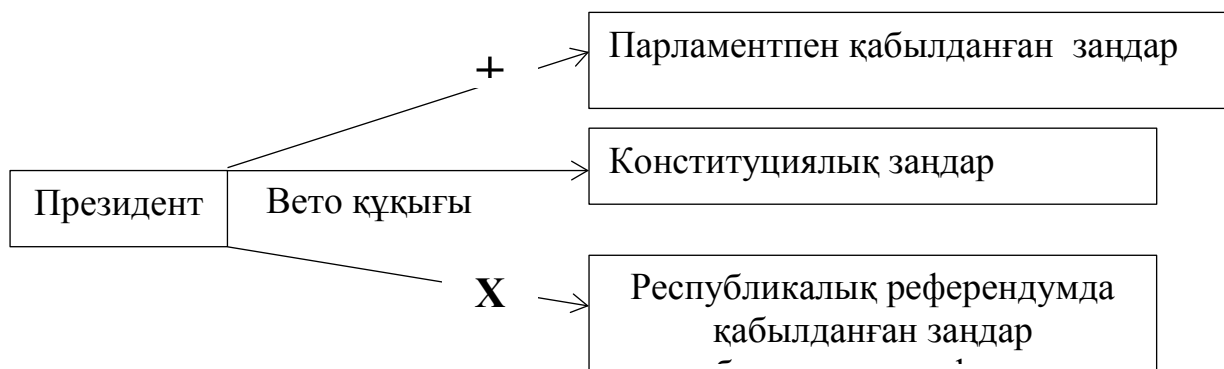 +
Парламентпен қабылданған заңдар
Конституциялық заңдар
Президент
Вето құқығы
X
Республикалық референдумда
қабылданған заңдар